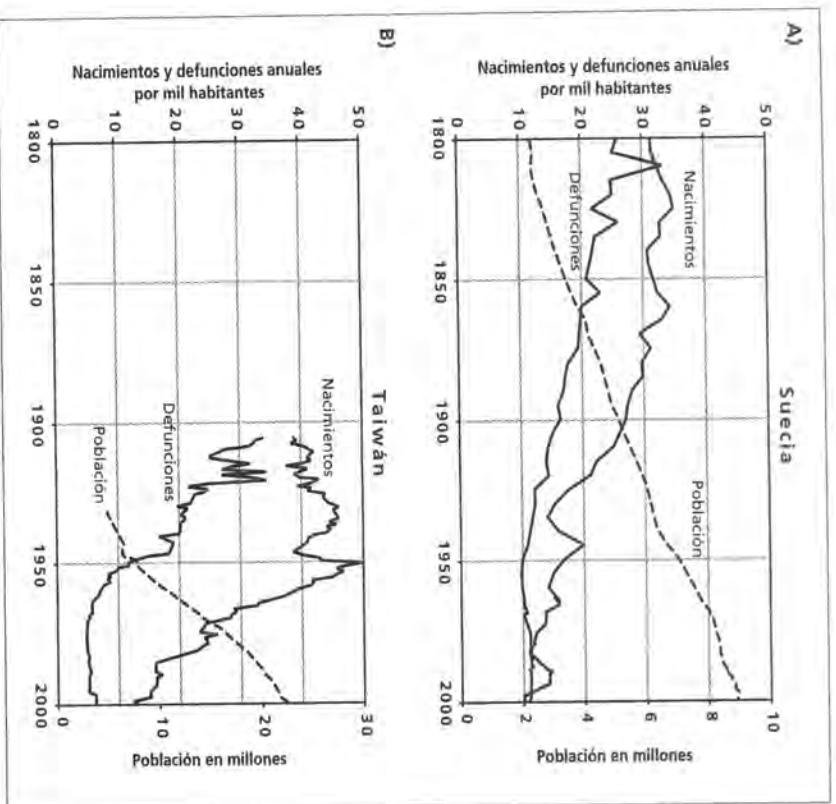 A)
Suecia
Nacimientos y defunciones anuales
por mil habitantes
50
40
30
20
10
0
Nacimientos
Defunciones
Población
10
8
6
4
2
0
Población en millones
1800
1850
1900
1950
2000
B)
Taiwán
Nacimientos y defunciones anuales
por mil habitantes
50
40
30
20
10
0
Nacimientos
Defunciones
Población
30
20
10
0
Población en millones
1800
1850
1900
1950
2000